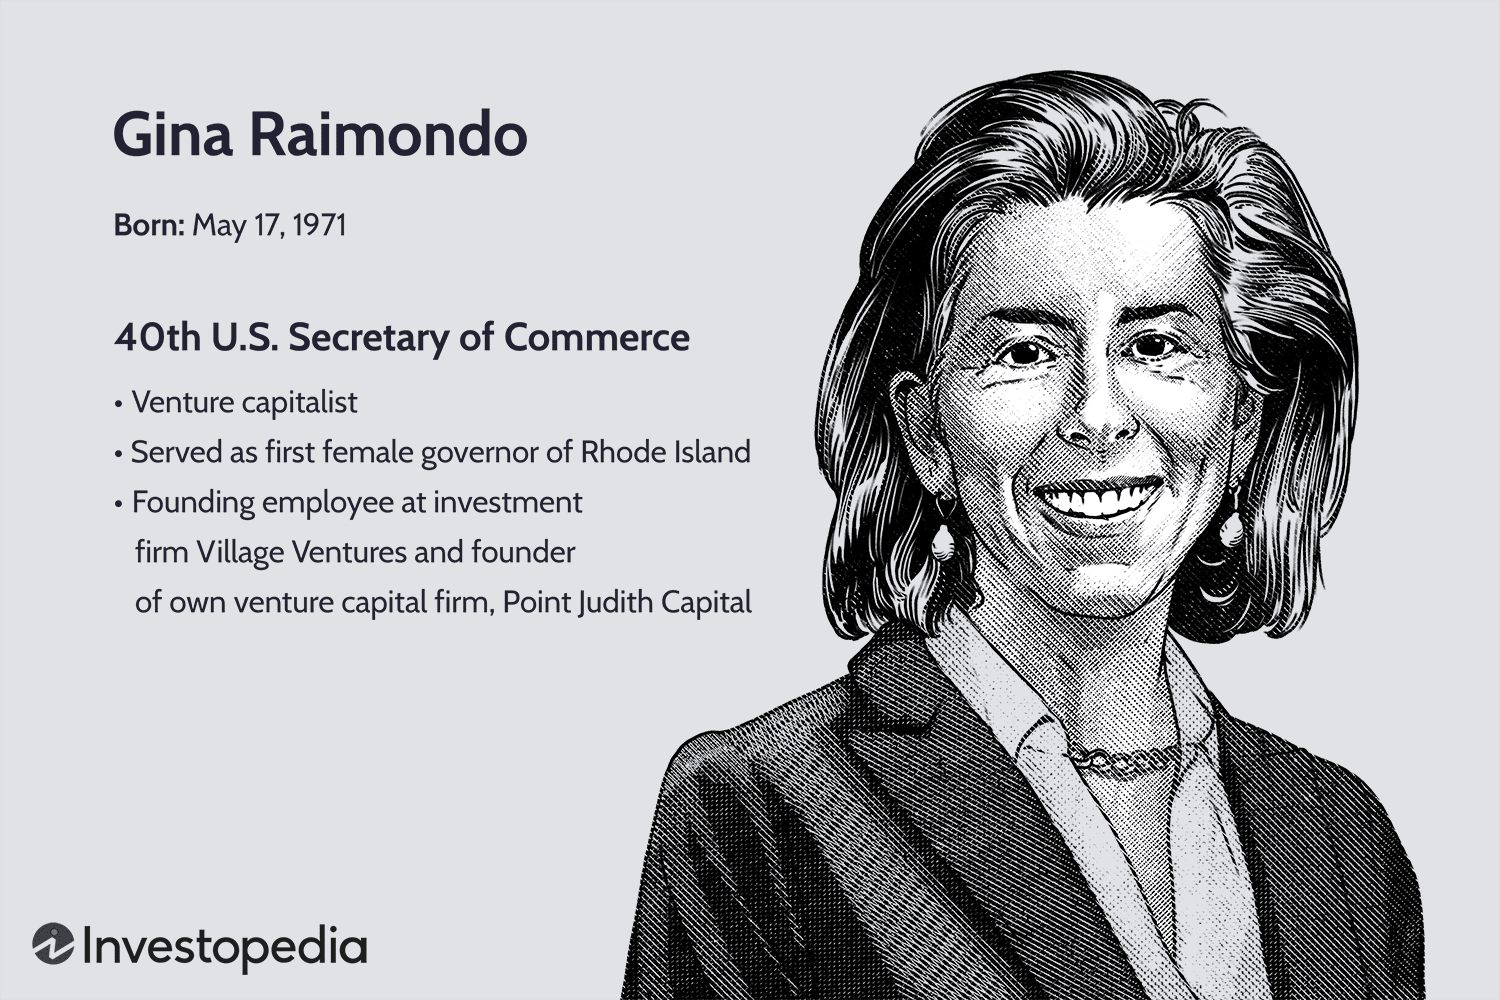 Gina Raimondo
Born: May 17, 1971
40th U.S. Secretary of Commerce
• Venture capitalist
• Served as first female governor of Rhode Island
• Founding employee at investment
firm Village Ventures and founder
of own venture capital firm, Point Judith Capital
Investopedia